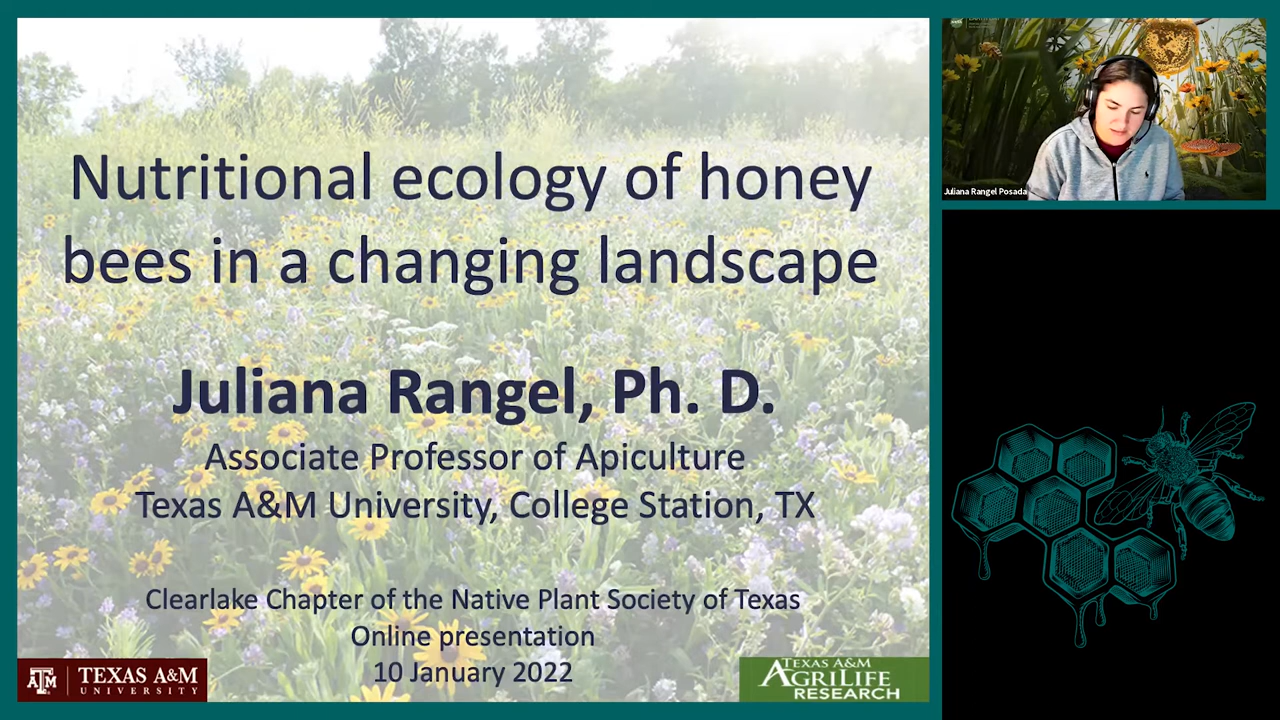 Nutritional ecology of honey
bees in a changing landscape
Juliana Rangel, Ph. D.
Associate Professor of Apiculture
Texas A&M University, College Station, TX
Clearlake Chapter of the Native Plant Society of Texas
Online presentation
10 January 2022
ATM
TEXAS A&M
UNIVERSITY
TEXAS A&M
AGRILIFE
RESEARCH
Juliana Rangel Posada